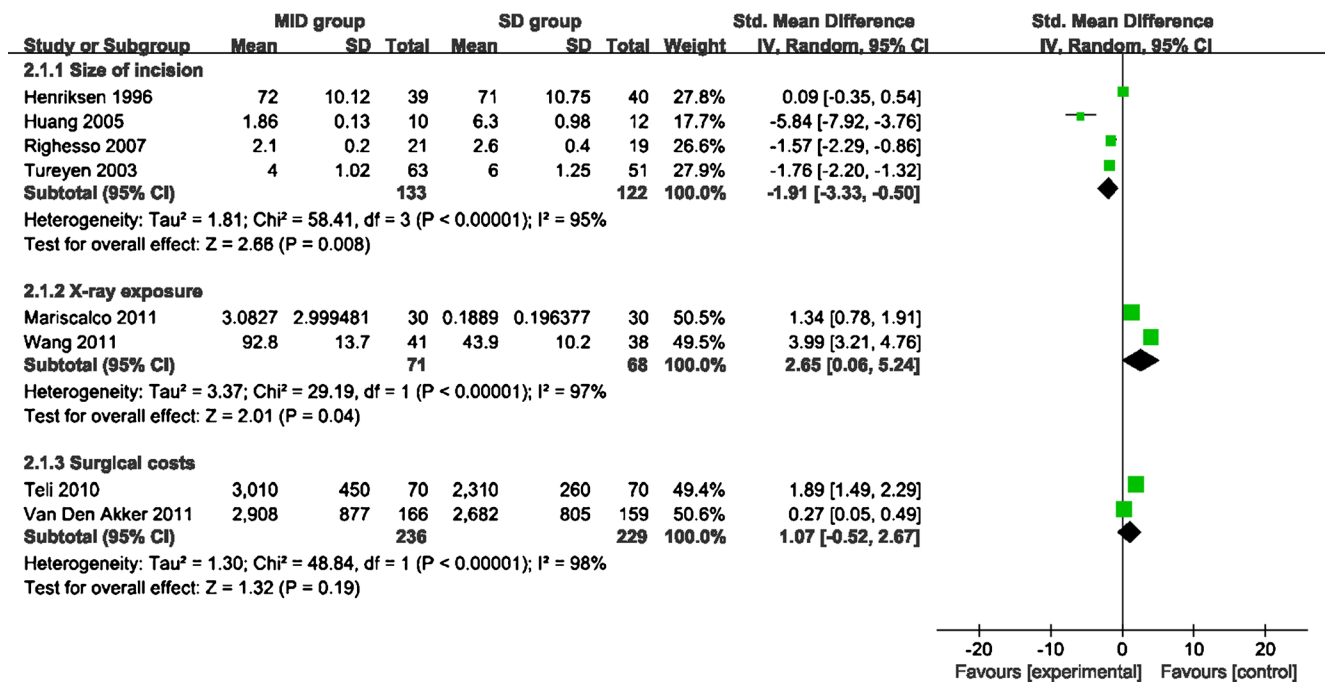 MID group SD group Std. Mean Difference Std. Mean Difference
Study or Subgroup Mean SD Total Mean SD Total Weight IV, Random, 95% CI IV, Random, 95% CI
2.1.1 Size of incision
Henriksen 1996 72 10.12 39 71 10.75 40 27.8% 0.09 [-0.35, 0.54]
Huang 2005 1.86 0.13 10 6.3 0.98 12 17.7% -5.84 [-7.92, -3.76]
Righesso 2007 2.1 0.2 21 2.6 0.4 19 26.6% -1.57 [-2.29, -0.86]
Tureyen 2003 4 1.02 63 6 1.25 51 27.9% -1.76 [-2.20, -1.32]
Subtotal (95% CI) 133 122 100.0% -1.91 [-3.33, -0.50]
Heterogeneity: Tau² = 1.81; Chi² = 58.41, df = 3 (P < 0.00001); I² = 95%
Test for overall effect: Z = 2.66 (P = 0.008)
2.1.2 X-ray exposure
Mariscalco 2011 3.0827 2.999481 30 0.1889 0.196377 30 50.5% 1.34 [0.78, 1.91]
Wang 2011 92.8 13.7 41 43.9 10.2 38 49.5% 3.99 [3.21, 4.76]
Subtotal (95% CI) 71 68 100.0% 2.65 [0.06, 5.24]
Heterogeneity: Tau² = 3.37; Chi² = 29.19, df = 1 (P < 0.00001); I² = 97%
Test for overall effect: Z = 2.01 (P = 0.04)
2.1.3 Surgical costs
Teli 2010 3,010 450 70 2,310 260 70 49.4% 1.89 [1.49, 2.29]
Van Den Akker 2011 2,908 877 166 2,682 805 159 50.6% 0.27 [0.05, 0.49]
Subtotal (95% CI) 236 229 100.0% 1.07 [-0.52, 2.67]
Heterogeneity: Tau² = 1.30; Chi² = 48.84, df = 1 (P < 0.00001); I² = 98%
Test for overall effect: Z = 1.32 (P = 0.19)
-20 -10 0 10 20
Favours [experimental] Favours [control]